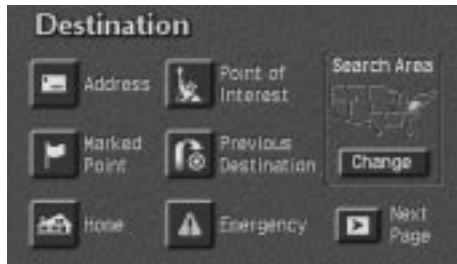 Destination
Address
Point of
Interest
Search Area
Marked
Point
Previous
Destination
Change
Home
Emergency
Next
Page